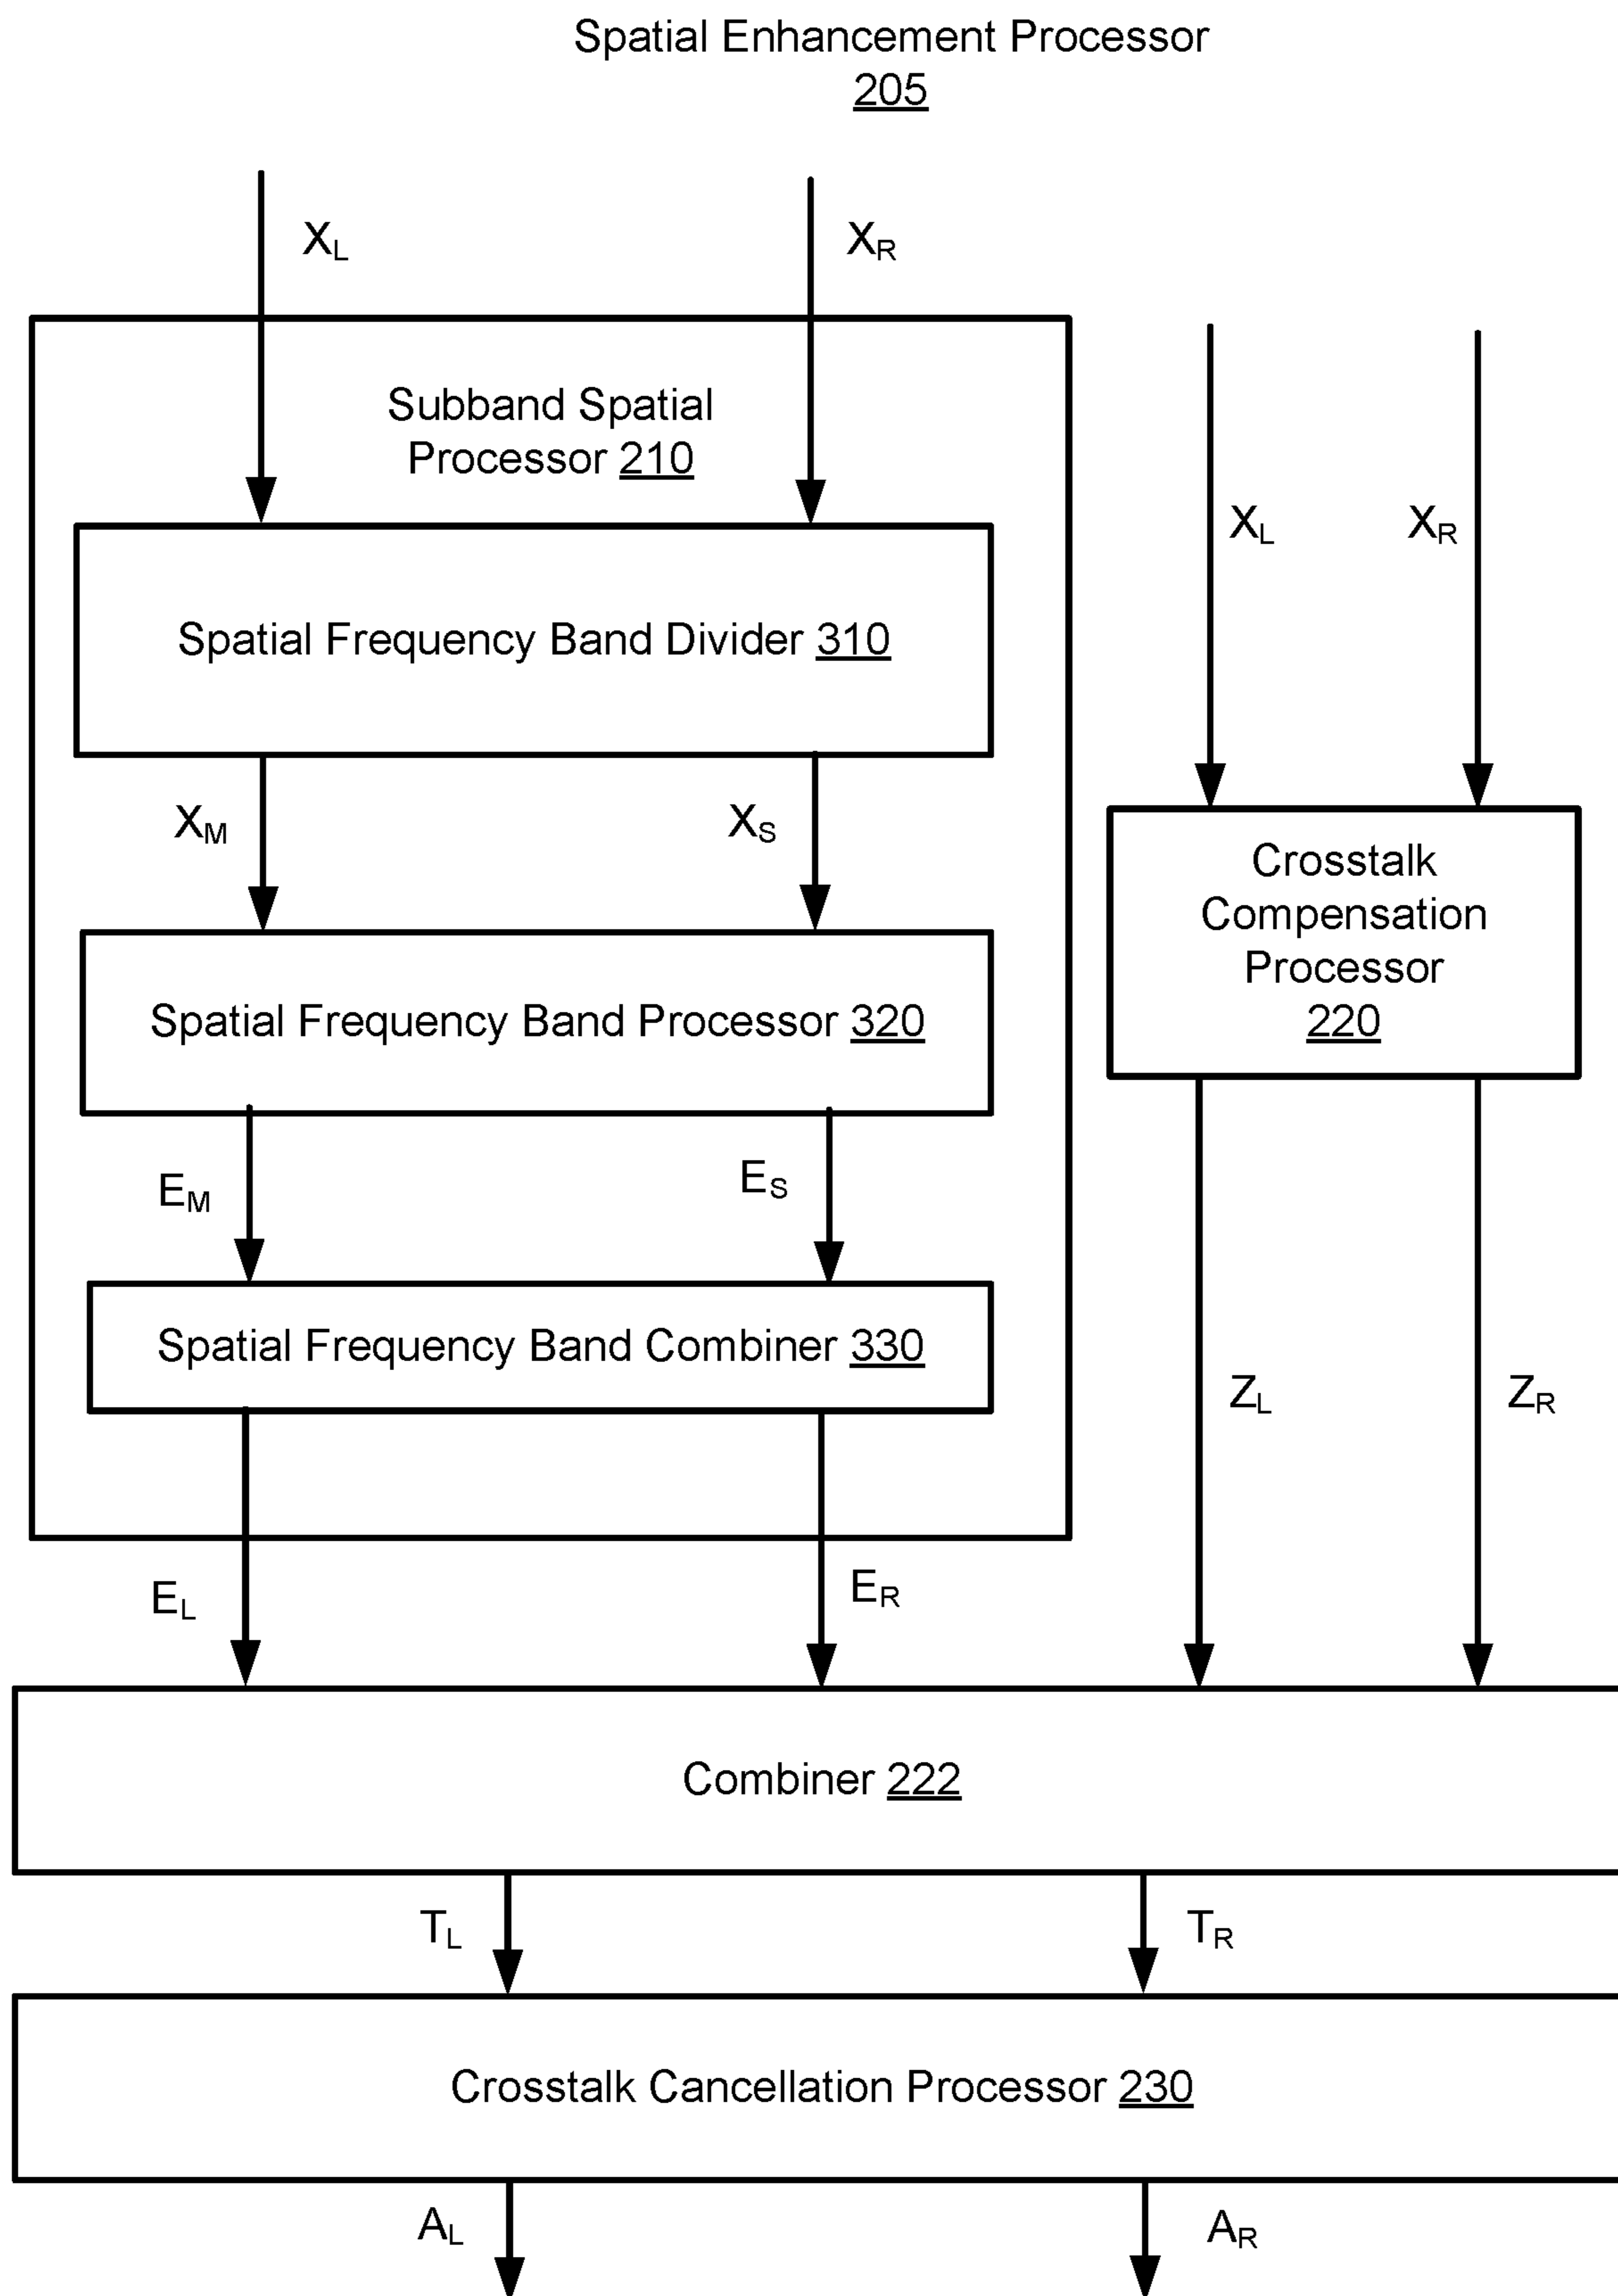 Spatial Enhancement Processor
205
XL
XR
Subband Spatial
Processor 210
XL
XR
Spatial Frequency Band Divider 310
XM
XS
Crosstalk
Compensation
Processor
220
Spatial Frequency Band Processor 320
EM
ES
Spatial Frequency Band Combiner 330
ZL
ZR
EL
ER
Combiner 222
TL
TR
Crosstalk Cancellation Processor 230
AL
AR